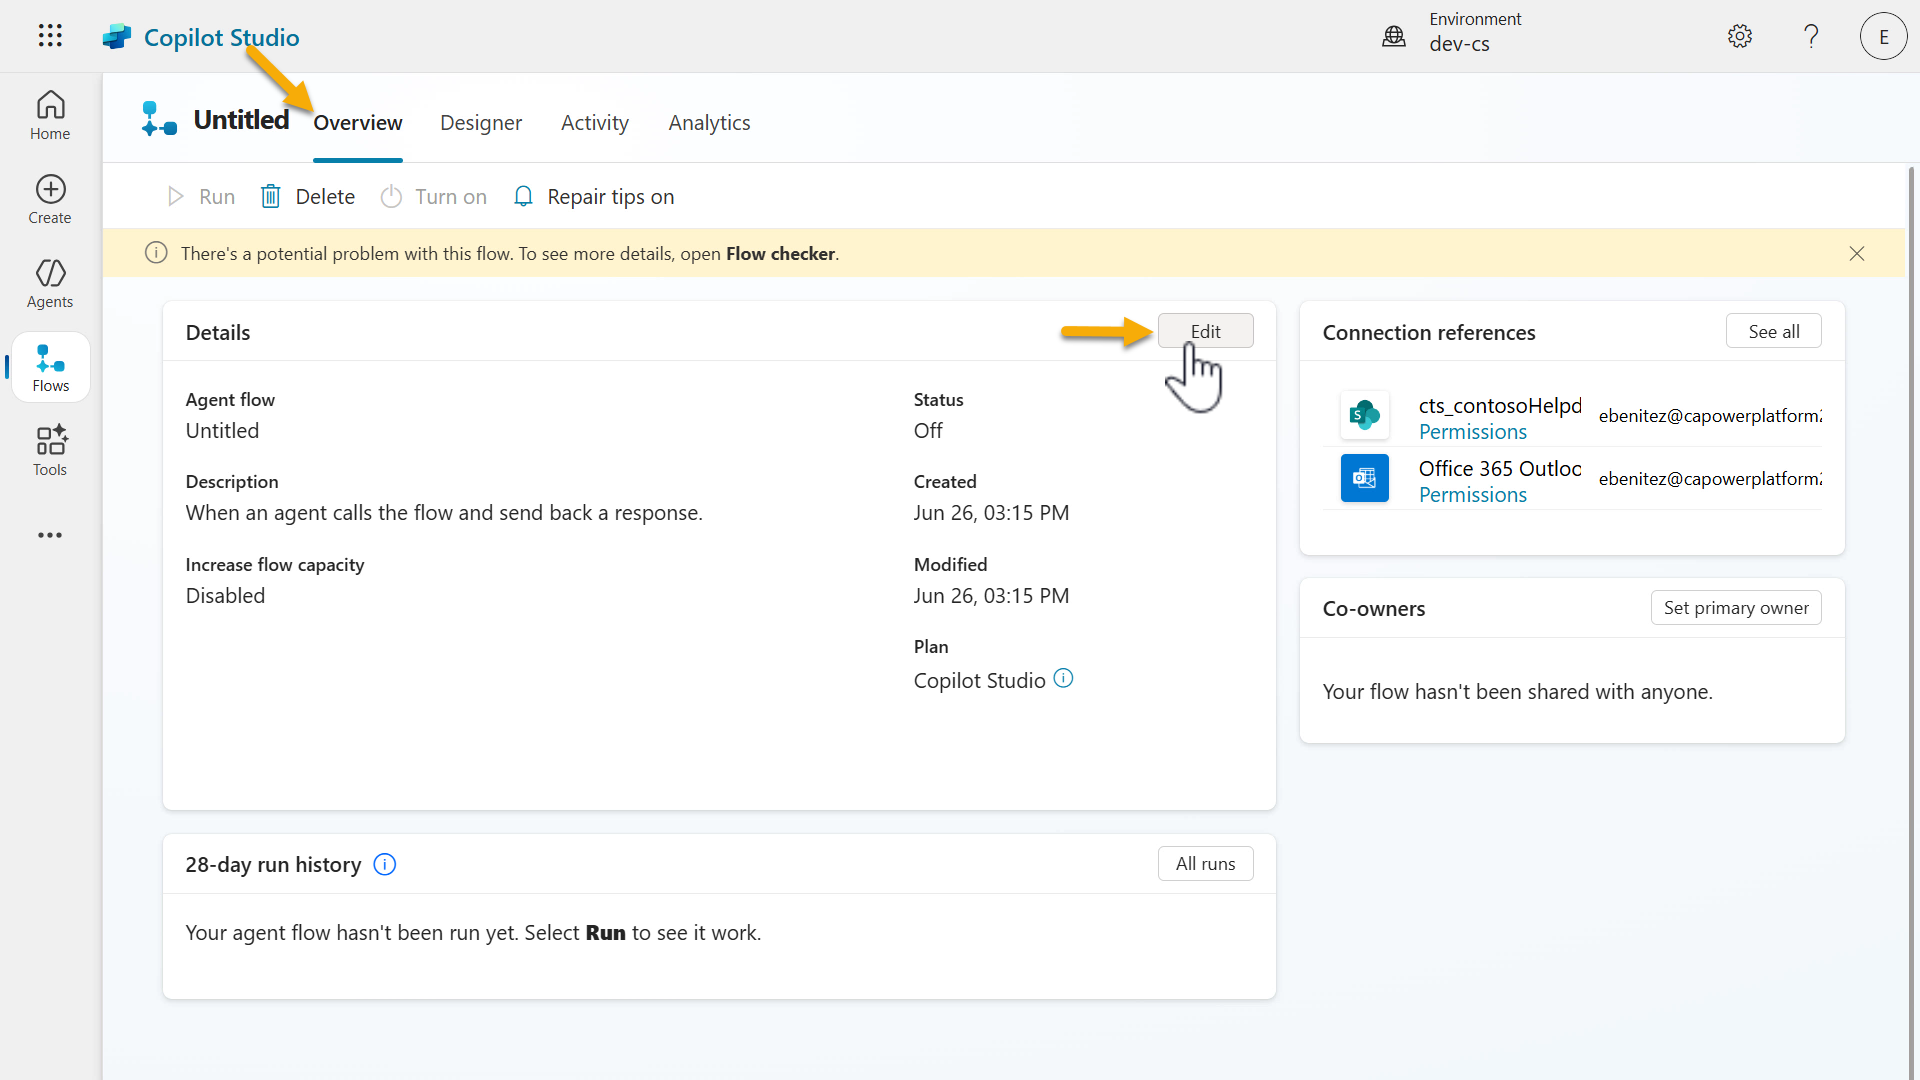 Copilot Studio
Environment
dev-cs
E
Home
Create
Agents
Flows
Tools
Untitled
Overview
Designer
Activity
Analytics
Run
Delete
Turn on
Repair tips on
There's a potential problem with this flow. To see more details, open Flow checker.
Details
Edit
Agent flow
Untitled
Description
When an agent calls the flow and send back a response.
Increase flow capacity
Disabled
Status
Off
Created
Jun 26, 03:15 PM
Modified
Jun 26, 03:15 PM
Plan
Copilot Studio
Connection references
See all
S
cts_contosoHelpd
Permissions
ebenitez@capowerplatform
Office 365 Outloo
Permissions
ebenitez@capowerplatform
Co-owners
Set primary owner
Your flow hasn't been shared with anyone.
28-day run history
All runs
Your agent flow hasn't been run yet. Select Run to see it work.